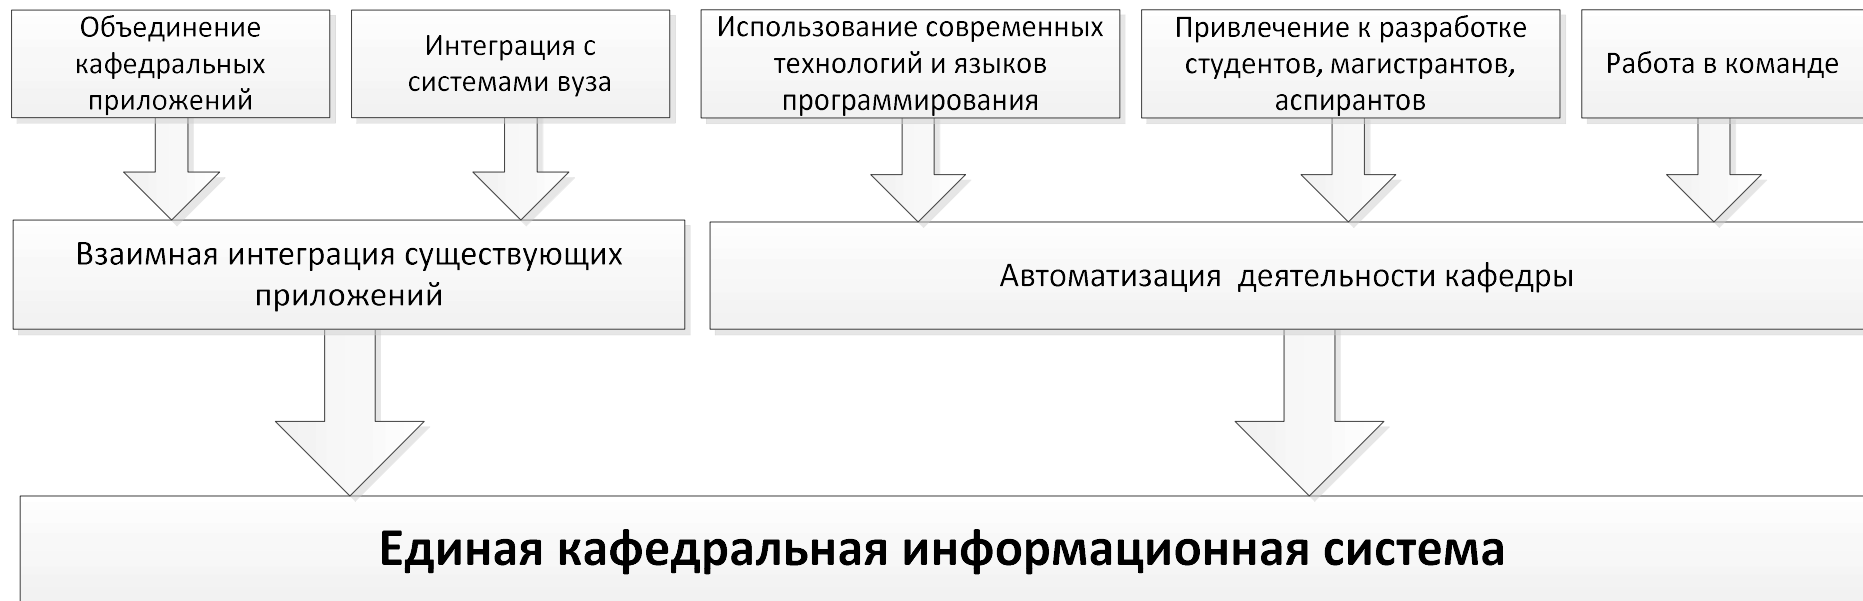 Объединение
кафедральных
приложений
Интеграция с
системами вуза
Использование современных
технологий и языков
программирования
Привлечение к разработке
студентов, магистрантов,
аспирантов
Работа в команде
Взаимная интеграция существующих
приложений
Автоматизация деятельности кафедры
Единая кафедральная информационная система